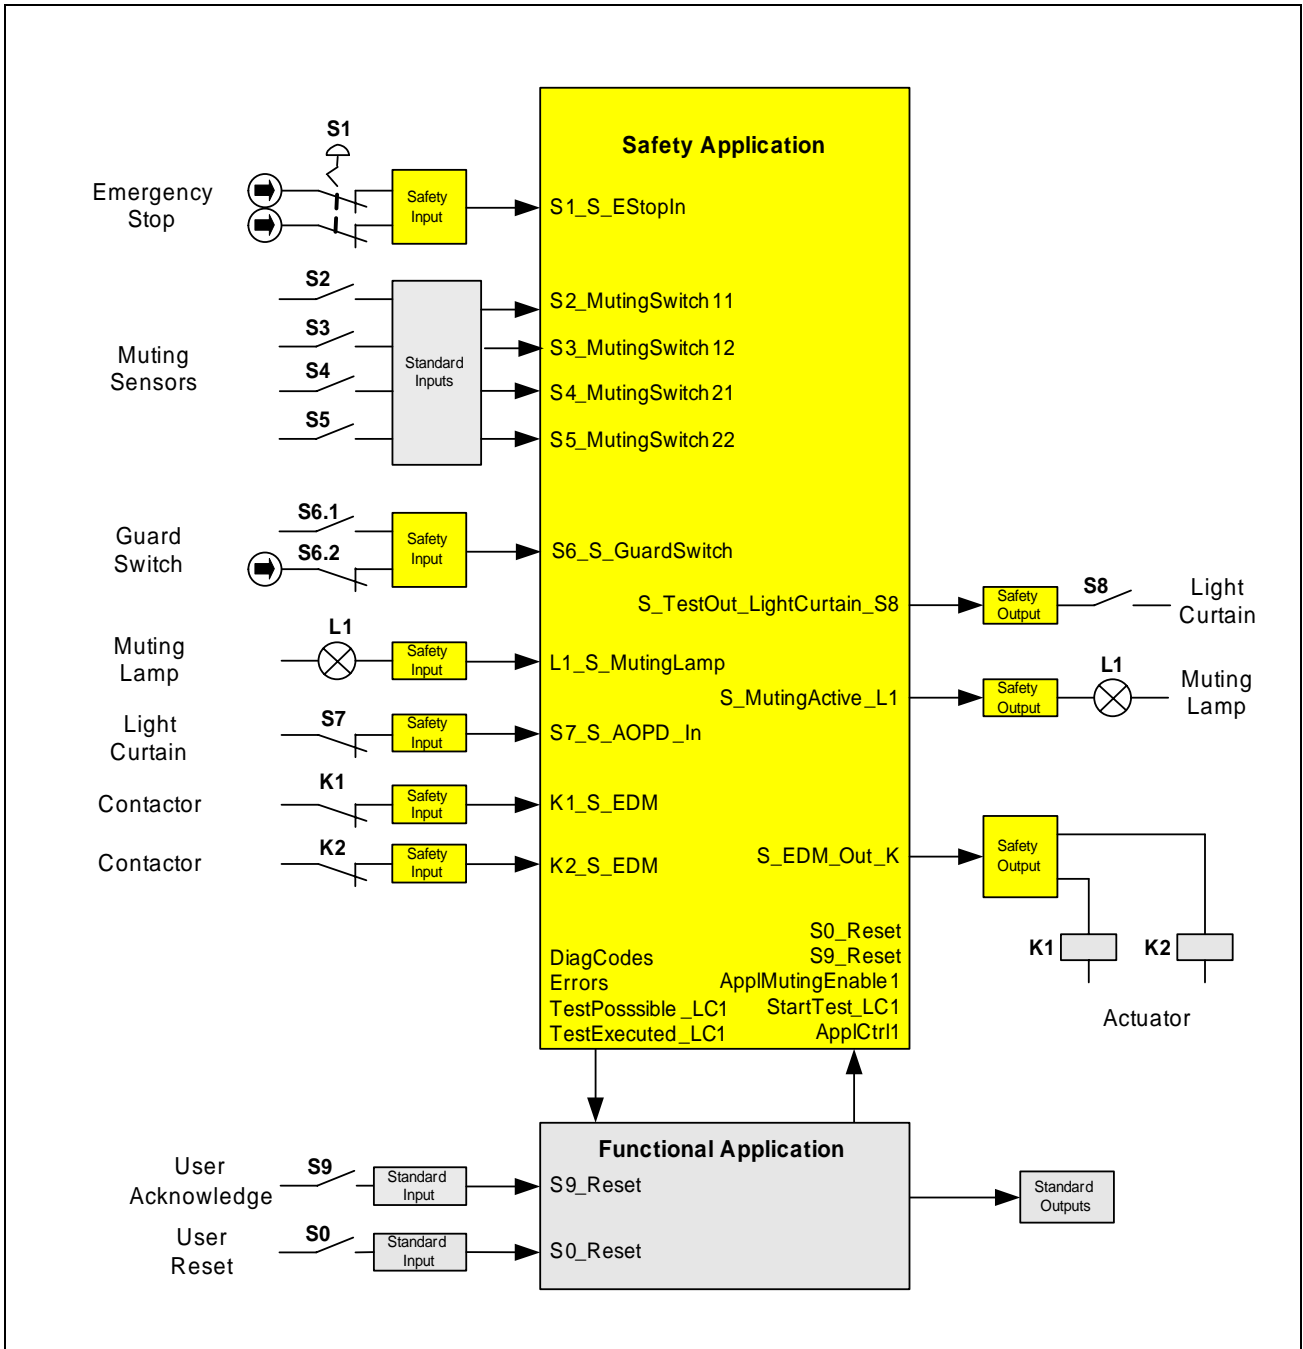 S1
Safety Application
Emergency
Stop
Safety
Input
S1_S_EStopIn
S2
S3
S4
S5
Muting
Sensors
Standard
Inputs
S2_MutingSwitch11
S3_MutingSwitch12
S4_MutingSwitch21
S5_MutingSwitch22
Guard
Switch
S6.1
S6.2
Safety
Input
S6_S_GuardSwitch
S_TestOut_LightCurtain_S8
Safety
Output
S8
Light
Curtain
Muting
Lamp
L1
Safety
Input
L1_S_MutingLamp
S_MutingActive_L1
Safety
Output
L1
Muting
Lamp
Light
Curtain
S7
Safety
Input
S7_S_AOPD_In
Contactor
K1
Safety
Input
K1_S_EDM
Contactor
K2
Safety
Input
K2_S_EDM
S_EDM_Out_K
Safety
Output
K1
K2
Actuator
DiagCodes
Errors
TestPosssible_LC1
TestExecuted_LC1
S0_Reset
S9_Reset
ApplMutingEnable1
StartTest_LC1
ApplCtrl1
Functional Application
User
Acknowledge
S9
Standard
Input
S9_Reset
User
Reset
S0
Standard
Input
S0_Reset
Standard
Outputs